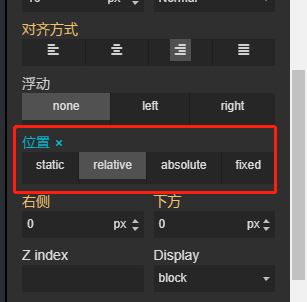 px
对齐方式
浮动
none left right
位置 ×
static relative absolute fixed
右侧 下方
0 px 0 px
Z index Display
block